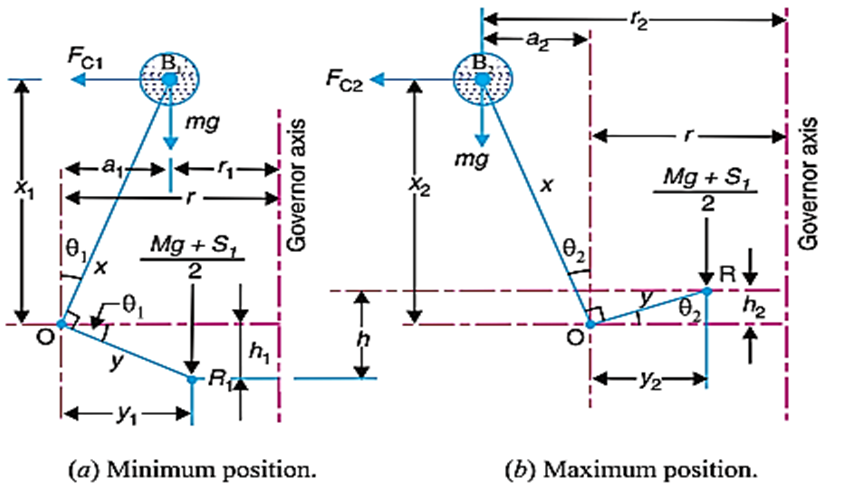 F_C1
B_1
mg
x_1
a_1
r_1
r
Governor axis
θ_1
x
Mg + S_1
2
θ_1
O
y
h_1
R_1
y_1
h
(a) Minimum position.
r_2
a_2
F_C2
B_2
mg
r
x_2
x
Governor axis
Mg + S_1
2
θ_2
R
y
θ_2
h_2
O
y_2
(b) Maximum position.